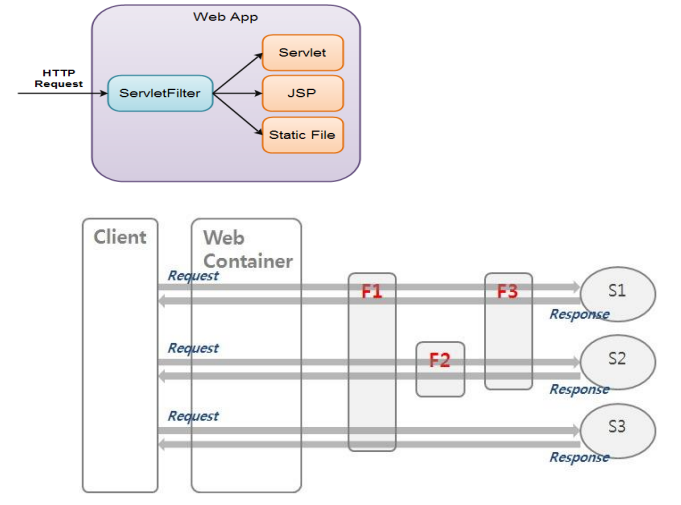 Web App
HTTP
Request
ServletFilter
Servlet
JSP
Static File
Client
Web
Container
Request
F1
F3
S1
Response
Request
F2
S2
Response
Request
S3
Response